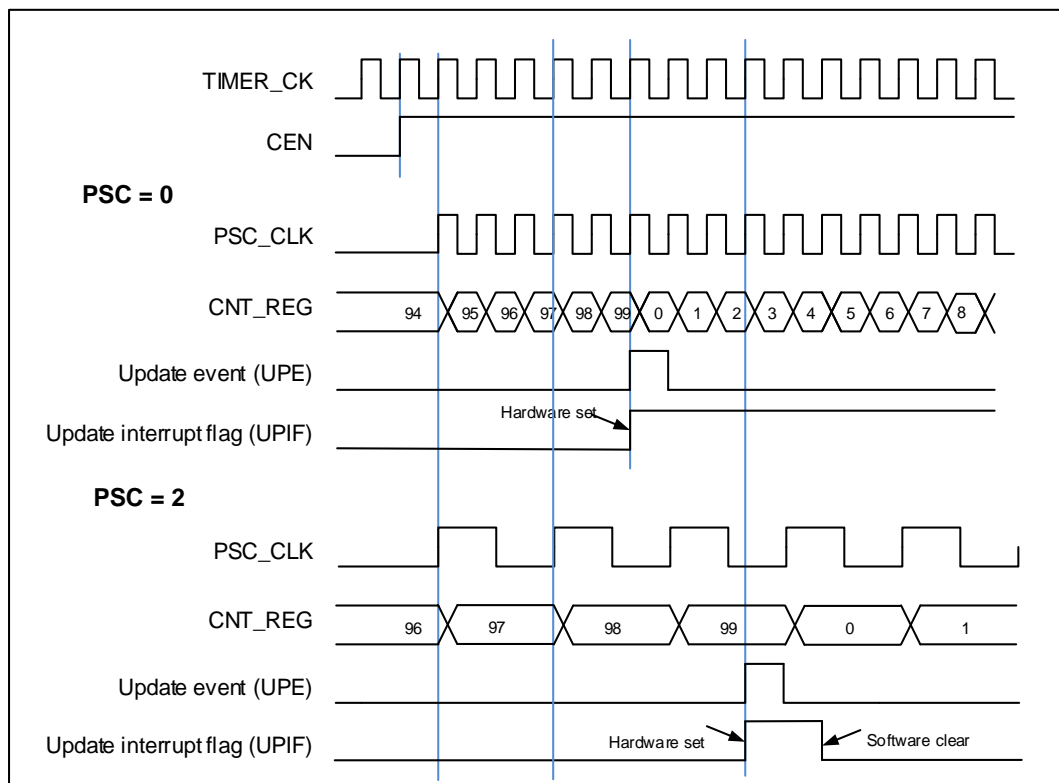 TIMER_CK
CEN
PSC = 0
PSC_CLK
CNT_REG 94 95 96 97 98 99 0 1 2 3 4 5 6 7 8
Update event (UPE)
Hardware set
Update interrupt flag (UPIF)
PSC = 2
PSC_CLK
CNT_REG 96 97 98 99 0 1
Update event (UPE)
Update interrupt flag (UPIF) Hardware set Software clear